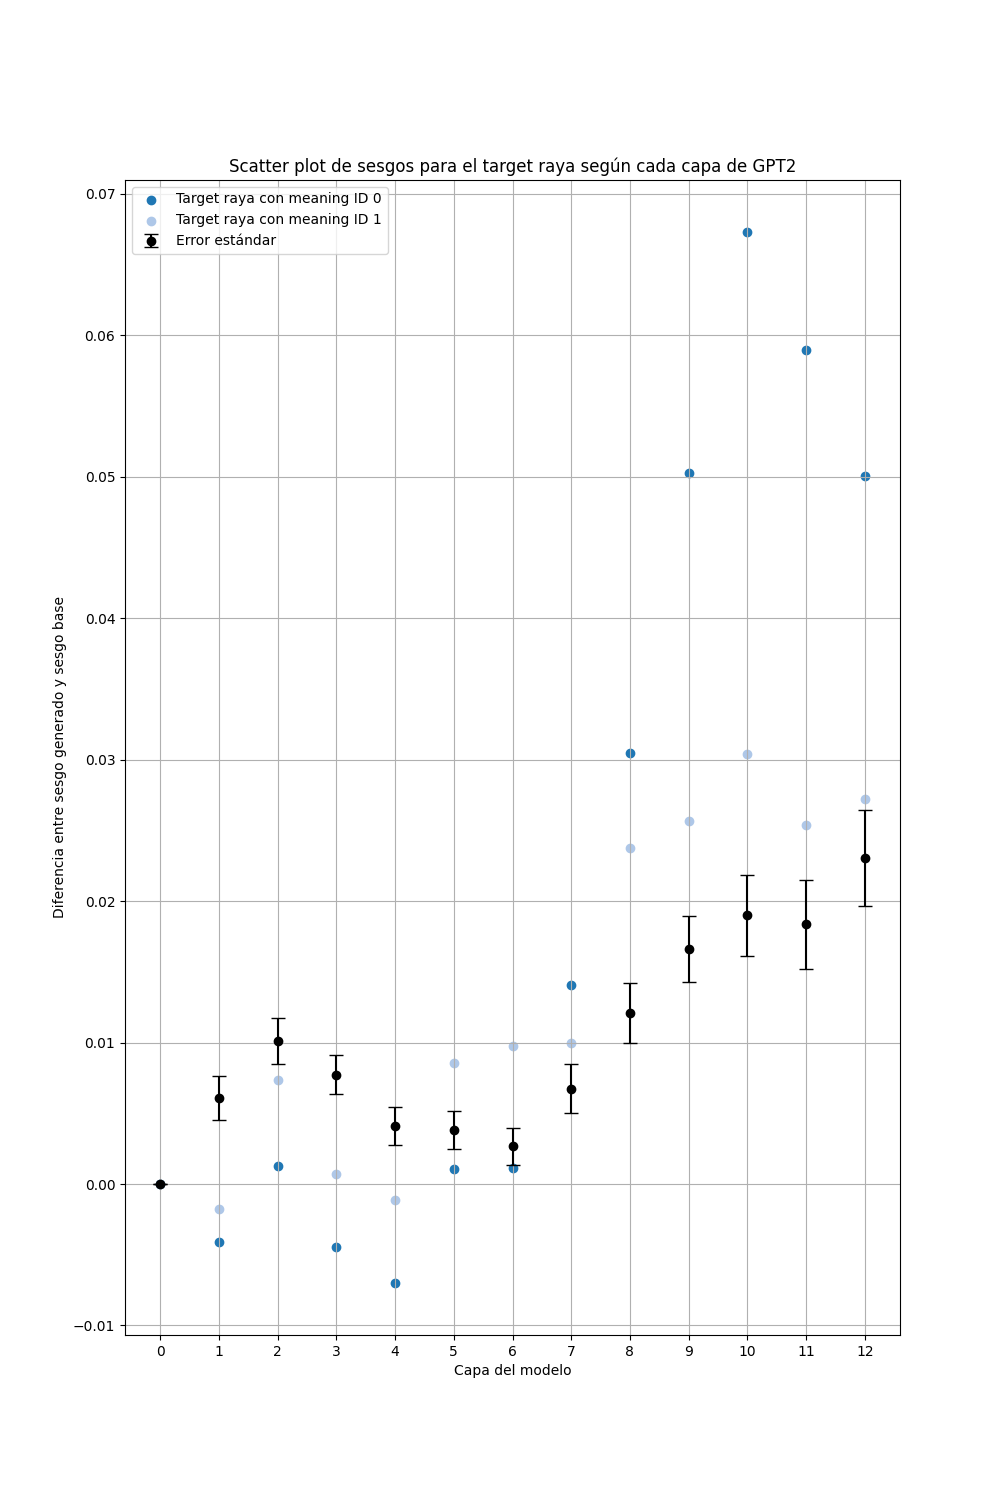 Scatter plot de sesgos para el target raya según cada capa de GPT2
Target raya con meaning ID 0
Target raya con meaning ID 1
Error estándar
Diferencia entre sesgo generado y sesgo base
0.07
0.06
0.05
0.04
0.03
0.02
0.01
0.00
−0.01
0 1 2 3 4 5 6 7 8 9 10 11 12
Capa del modelo